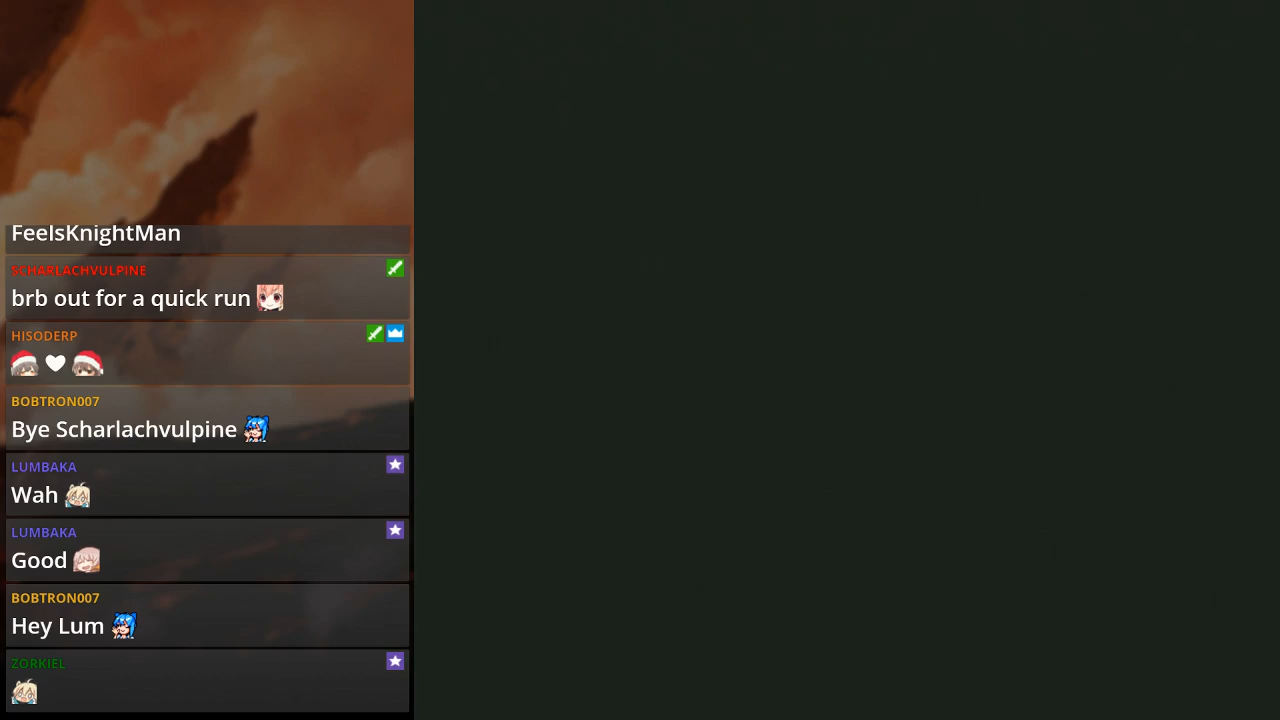 FeelsKnightMan
SCHARLACHVULPINE
brb out for a quick run
HISODERP
BOBTRON007
Bye Scharlachvulpine
LUMBAKA
Wah
LUMBAKA
Good
BOBTRON007
Hey Lum
ZORKIEL